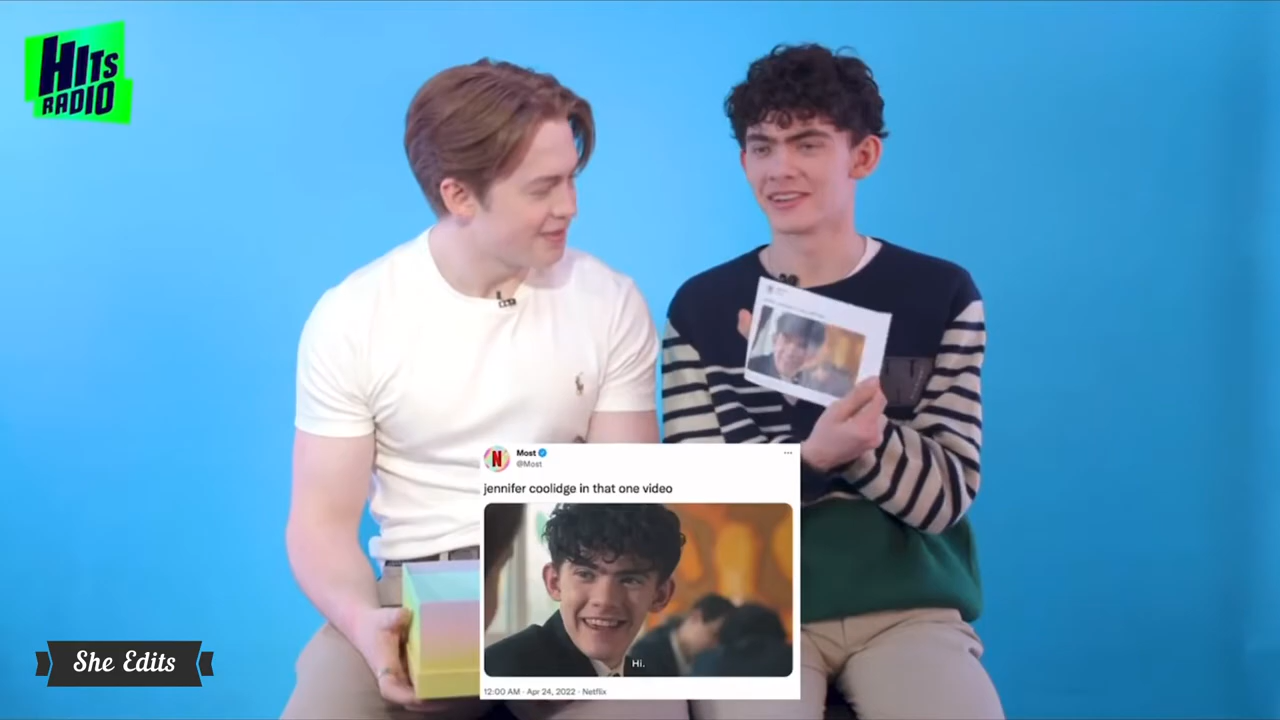 HITS
RADIO
N
Most
@Most
jennifer coolidge in that one video
Hi.
12:00 AM · Apr 24, 2022 · Netflix
She Edits